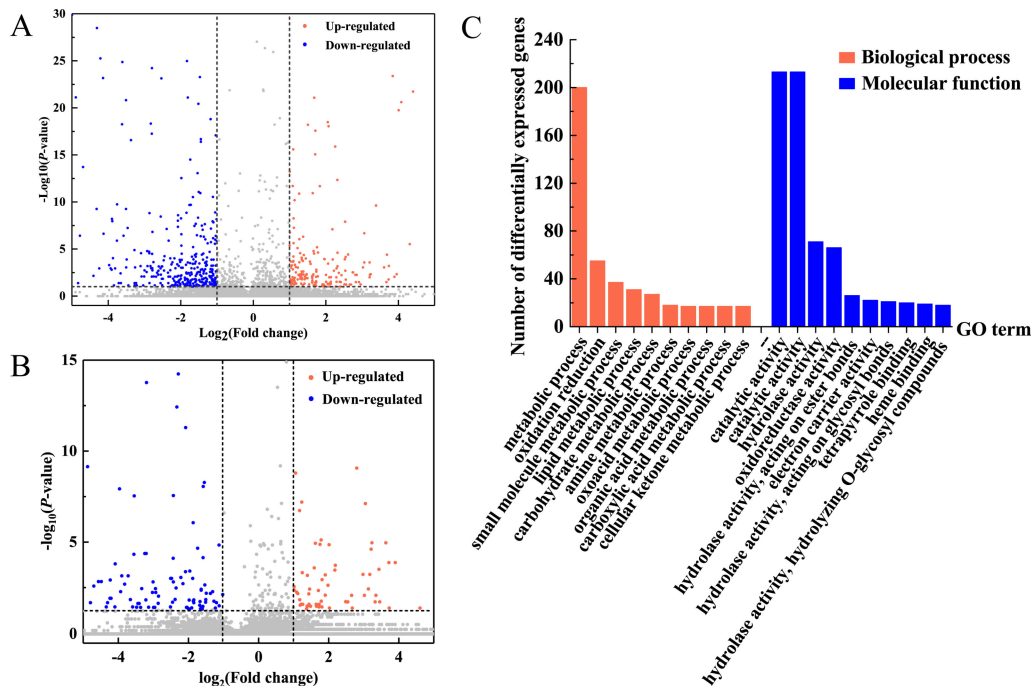 A
30
25
20
15
10
5
0
-Log10(P-value)
Up-regulated
Down-regulated
-4
-2
0
2
4
Log2(Fold change)
B
15
10
5
0
-log10(P-value)
Up-regulated
Down-regulated
-4
-2
0
2
4
log2(Fold change)
C
240
200
160
120
80
40
0
Number of differentially expressed genes
Biological process
Molecular function
GO term
metabolic process
oxidation reduction
small molecule metabolic process
lipid metabolic process
carbohydrate metabolic process
amine metabolic process
oxoacid metabolic process
organic acid metabolic process
carboxylic acid metabolic process
cellular ketone metabolic process
–
catalytic activity
catalytic activity
hydrolase activity
oxidoreductase activity
hydrolase activity, acting on ester bonds
electron carrier activity
hydrolase activity, acting on glycosyl bonds
tetrapyrrole binding
heme binding
hydrolase activity, hydrolyzing O-glycosyl compounds